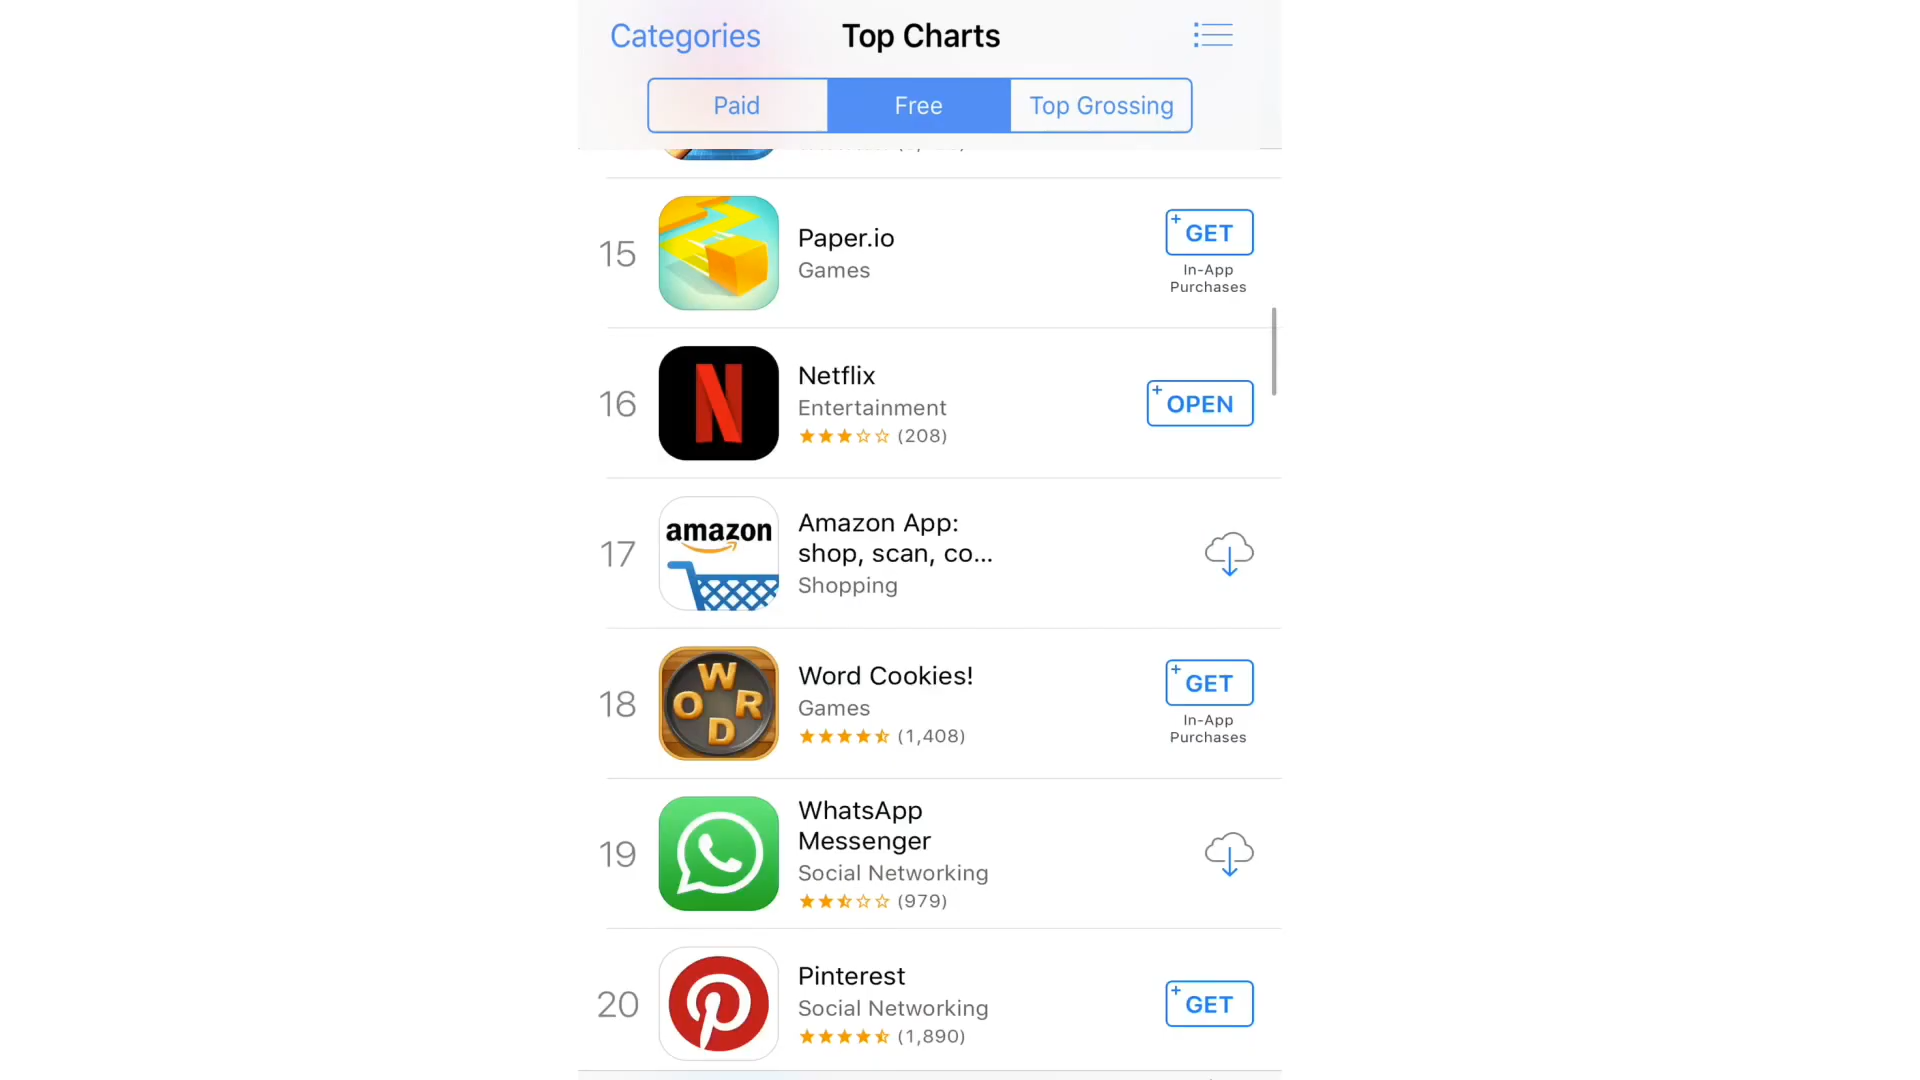 Categories
Top Charts
Paid
Free
Top Grossing
15
Paper.io
Games
+ GET
In-App
Purchases
16
N
Netflix
Entertainment
★★★☆☆ (208)
+ OPEN
17
amazon
Amazon App:
shop, scan, co...
Shopping
18
W
O R
D
Word Cookies!
Games
(1,408)
+ GET
In-App
Purchases
19
WhatsApp
Messenger
Social Networking
(979)
20
Pinterest
Social Networking
(1,890)
+ GET